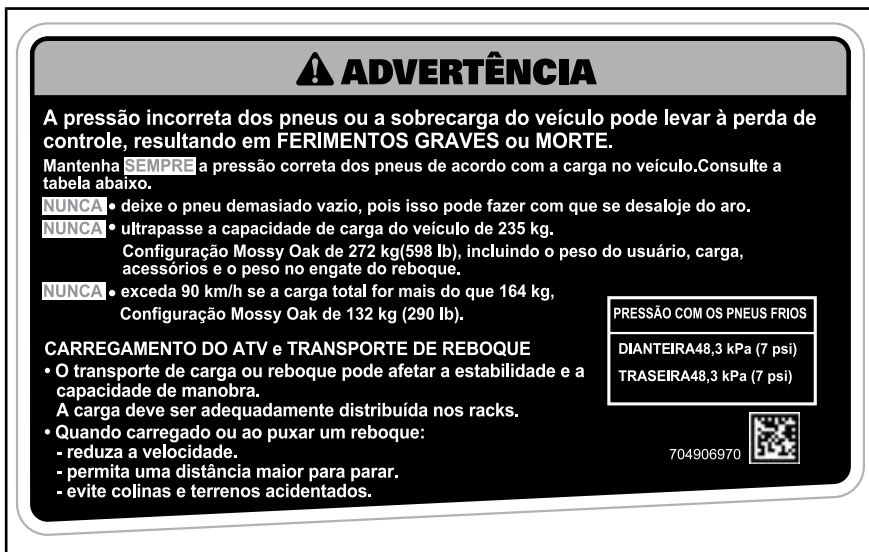 ADVERTÊNCIA
A pressão incorreta dos pneus ou a sobrecarga do veículo pode levar à perda de
controle, resultando em FERIMENTOS GRAVES ou MORTE.
Mantenha SEMPRE a pressão correta dos pneus de acordo com a carga no veículo.Consulte a
tabela abaixo.
NUNCA • deixe o pneu demasiado vazio, pois isso pode fazer com que se desaloje do aro.
NUNCA • ultrapasse a capacidade de carga do veículo de 235 kg.
Configuração Mossy Oak de 272 kg(598 lb), incluindo o peso do usuário, carga,
acessórios e o peso no engate do reboque.
NUNCA • exceda 90 km/h se a carga total for mais do que 164 kg,
Configuração Mossy Oak de 132 kg (290 lb).
CARREGAMENTO DO ATV e TRANSPORTE DE REBOQUE
• O transporte de carga ou reboque pode afetar a estabilidade e a
capacidade de manobra.
A carga deve ser adequadamente distribuída nos racks.
• Quando carregado ou ao puxar um reboque:
- reduza a velocidade.
- permita uma distância maior para parar.
- evite colinas e terrenos acidentados.
PRESSÃO COM OS PNEUS FRIOS
DIANTEIRA48,3 kPa (7 psi)
TRASEIRA48,3 kPa (7 psi)
704906970